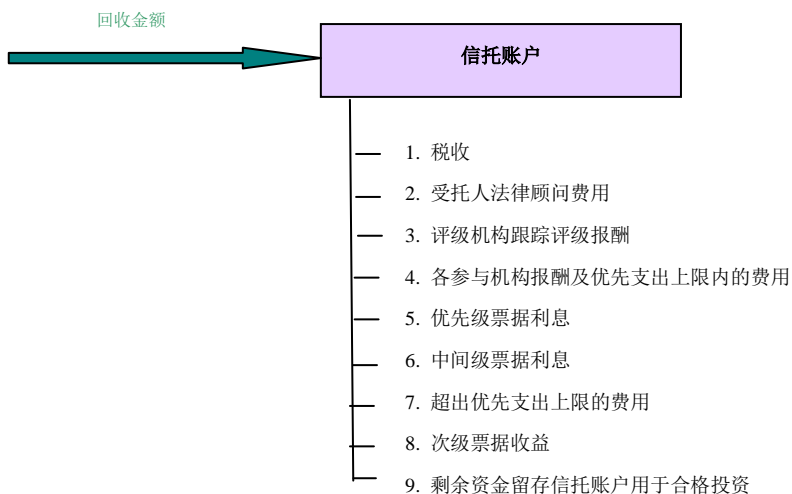 回收金额
信托账户
1. 税收
2. 受托人法律顾问费用
3. 评级机构跟踪评级报酬
4. 各参与机构报酬及优先支出上限内的费用
5. 优先级票据利息
6. 中间级票据利息
7. 超出优先支出上限的费用
8. 次级票据收益
9. 剩余资金留存信托账户用于合格投资